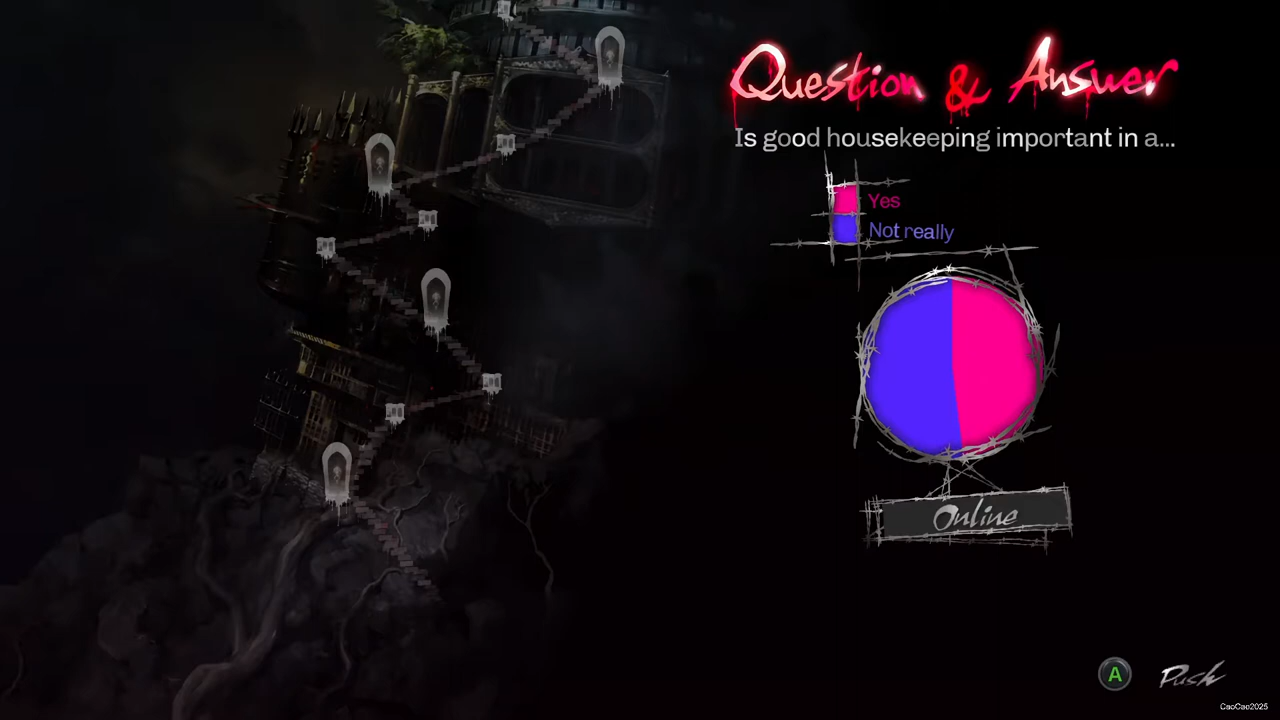 Question & Answer
Is good housekeeping important in a...
Yes
Not really
Online
A Push
CaoCao2025